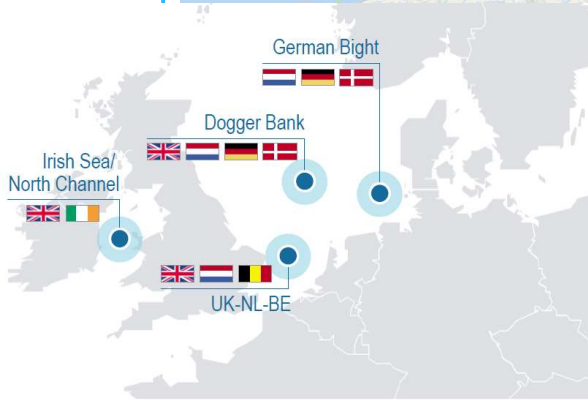 German Bight
Dogger Bank
Irish Sea/
North Channel
UK-NL-BE